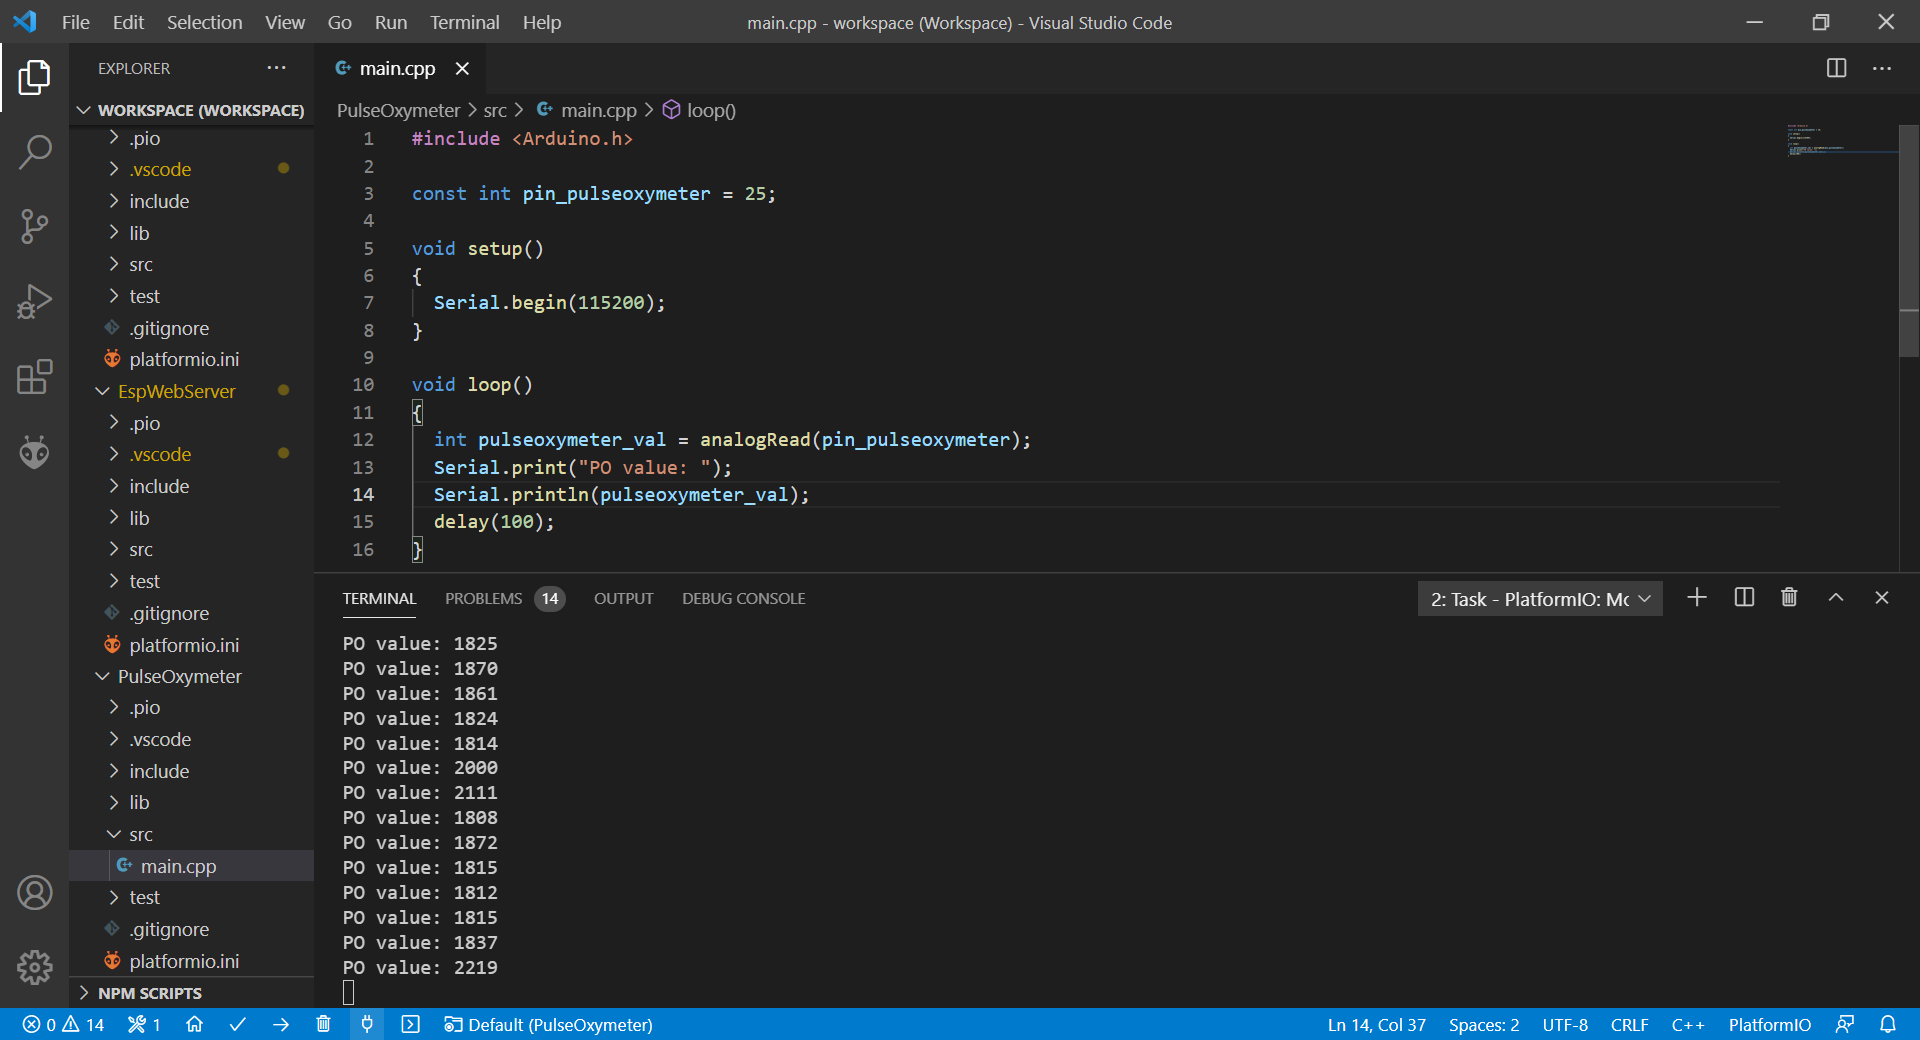 File Edit Selection View Go Run Terminal Help
main.cpp - workspace (Workspace) - Visual Studio Code
EXPLORER
WORKSPACE (WORKSPACE)
.pio
.vscode
include
lib
src
test
.gitignore
platformio.ini
EspWebServer
.pio
.vscode
include
lib
src
test
.gitignore
platformio.ini
PulseOxymeter
.pio
.vscode
include
lib
src
main.cpp
test
.gitignore
platformio.ini
NPM SCRIPTS
main.cpp
PulseOxymeter > src > main.cpp > loop()
1 #include <Arduino.h>
2
3 const int pin_pulseoxymeter = 25;
4
5 void setup()
6 {
7 Serial.begin(115200);
8 }
9
10 void loop()
11 {
12 int pulseoxymeter_val = analogRead(pin_pulseoxymeter);
13 Serial.print("PO value: ");
14 Serial.println(pulseoxymeter_val);
15 delay(100);
16 }
TERMINAL PROBLEMS 14 OUTPUT DEBUG CONSOLE
2: Task - PlatformIO: Mc
PO value: 1825
PO value: 1870
PO value: 1861
PO value: 1824
PO value: 1814
PO value: 2000
PO value: 2111
PO value: 1808
PO value: 1872
PO value: 1815
PO value: 1812
PO value: 1815
PO value: 1837
PO value: 2219
0 14 1 Default (PulseOxymeter)
Ln 14, Col 37 Spaces: 2 UTF-8 CRLF C++ PlatformIO